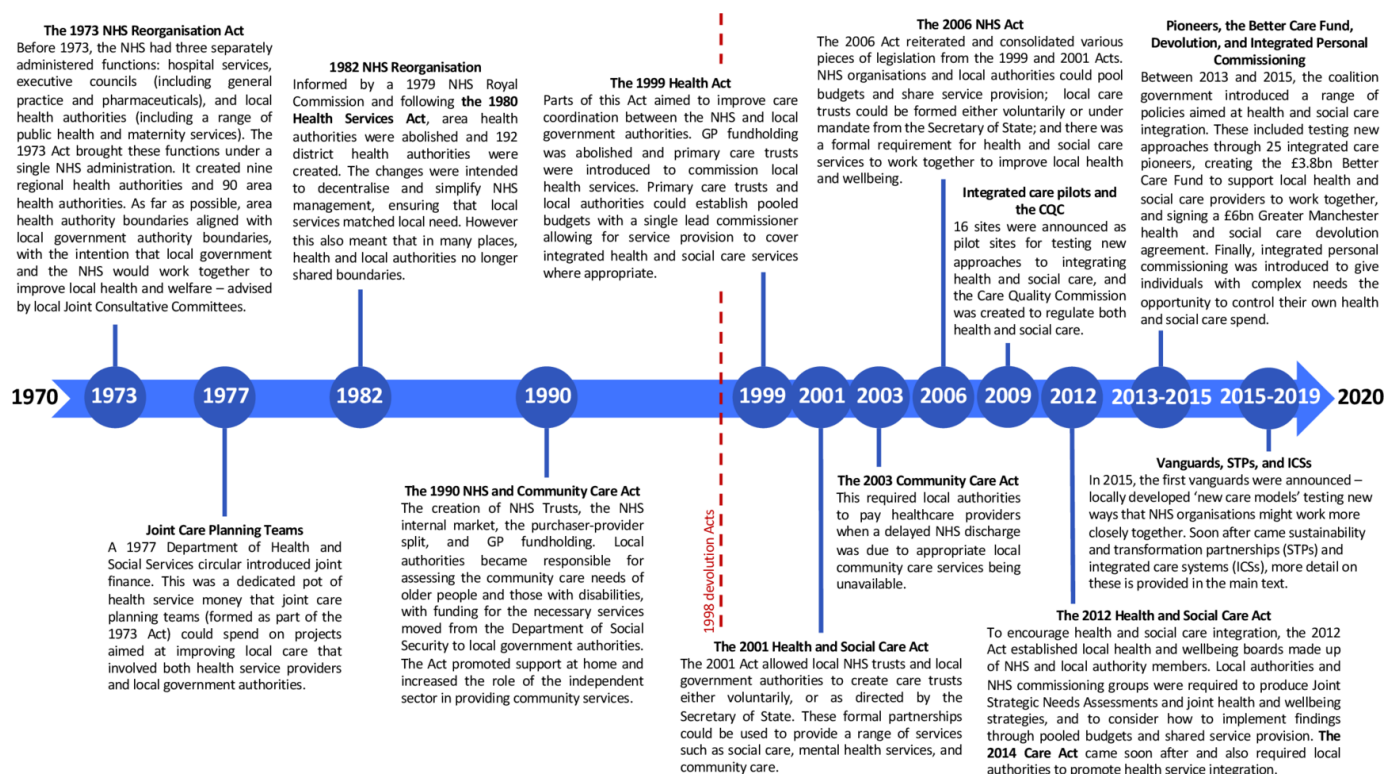 The 1973 NHS Reorganisation Act
Before 1973, the NHS had three separately
administered functions: hospital services,
executive councils (including general
practice and pharmaceuticals), and local
health authorities (including a range of
public health and maternity services). The
1973 Act brought these functions under a
single NHS administration. It created nine
regional health authorities and 90 area
health authorities. As far as possible, area
health authority boundaries aligned with
local government authority boundaries,
with the intention that local government
and the NHS would work together to
improve local health and welfare – advised
by local Joint Consultative Committees.
1982 NHS Reorganisation
Informed by a 1979 NHS Royal
Commission and following the 1980
Health Services Act, area health
authorities were abolished and 192
district health authorities were
created. The changes were intended
to decentralise and simplify NHS
management, ensuring that local
services matched local need. However
this also meant that in many places,
health and local authorities no longer
shared boundaries.
The 1999 Health Act
Parts of this Act aimed to improve care
coordination between the NHS and local
government authorities. GP fundholding
was abolished and primary care trusts
were introduced to commission local
health services. Primary care trusts and
local authorities could establish pooled
budgets with a single lead commissioner
allowing for service provision to cover
integrated health and social care services
where appropriate.
The 2006 NHS Act
The 2006 Act reiterated and consolidated various
pieces of legislation from the 1999 and 2001 Acts.
NHS organisations and local authorities could pool
budgets and share service provision; local care
trusts could be formed either voluntarily or under
mandate from the Secretary of State; and there was
a formal requirement for health and social care
services to work together to improve local health
and wellbeing.
Integrated care pilots and
the CQC
16 sites were announced as
pilot sites for testing new
approaches to integrating
health and social care, and
the Care Quality Commission
was created to regulate both
health and social care.
Pioneers, the Better Care Fund,
Devolution, and Integrated Personal
Commissioning
Between 2013 and 2015, the coalition
government introduced a range of
policies aimed at health and social care
integration. These included testing new
approaches through 25 integrated care
pioneers, creating the £3.8bn Better
Care Fund to support local health and
social care providers to work together,
and signing a £6bn Greater Manchester
health and social care devolution
agreement. Finally, integrated personal
commissioning was introduced to give
individuals with complex needs the
opportunity to control their own health
and social care spend.
1970 1973 1977 1982 1990 1999 2001 2003 2006 2009 2012 2013-2015 2015-2019 2020
Joint Care Planning Teams
A 1977 Department of Health and
Social Services circular introduced joint
finance. This was a dedicated pot of
health service money that joint care
planning teams (formed as part of the
1973 Act) could spend on projects
aimed at improving local care that
involved both health service providers
and local government authorities.
The 1990 NHS and Community Care Act
The creation of NHS Trusts, the NHS
internal market, the purchaser-provider
split, and GP fundholding. Local
authorities became responsible for
assessing the community care needs of
older people and those with disabilities,
with funding for the necessary services
moved from the Department of Social
Security to local government authorities.
The Act promoted support at home and
increased the role of the independent
sector in providing community services.
1998 devolution Acts
The 2001 Health and Social Care Act
The 2001 Act allowed local NHS trusts and local
government authorities to create care trusts
either voluntarily, or as directed by the
Secretary of State. These formal partnerships
could be used to provide a range of services
such as social care, mental health services, and
community care.
The 2003 Community Care Act
This required local authorities
to pay healthcare providers
when a delayed NHS discharge
was due to appropriate local
community care services being
unavailable.
Vanguards, STPs, and ICSs
In 2015, the first vanguards were announced –
locally developed ‘new care models’ testing new
ways that NHS organisations might work more
closely together. Soon after came sustainability
and transformation partnerships (STPs) and
integrated care systems (ICSs), more detail on
these is provided in the main text.
The 2012 Health and Social Care Act
To encourage health and social care integration, the 2012
Act established local health and wellbeing boards made up
of NHS and local authority members. Local authorities and
NHS commissioning groups were required to produce Joint
Strategic Needs Assessments and joint health and wellbeing
strategies, and to consider how to implement findings
through pooled budgets and shared service provision. The
2014 Care Act came soon after and also required local
authorities to promote health service integration.